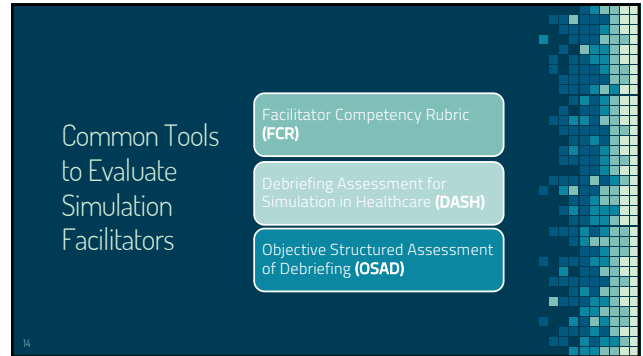 Common Tools
to Evaluate
Simulation
Facilitators
Facilitator Competency Rubric
(FCR)
Debriefing Assessment for
Simulation in Healthcare (DASH)
Objective Structured Assessment
of Debriefing (OSAD)
14